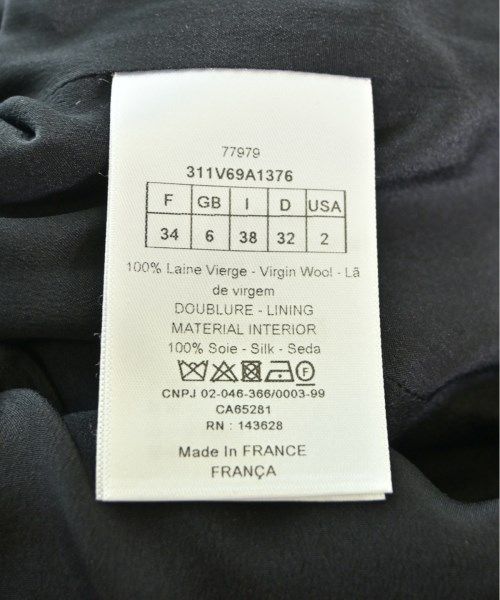 77979
311V69A1376
F GB I D USA
34 6 38 32 2
100% Laine Vierge - Virgin Wool - Lã
de virgem
DOUBLURE - LINING
MATERIAL INTERIOR
100% Soie - Silk - Seda
F
CNPJ 02-046-366/0003-99
CA65281
RN : 143628
Made In FRANCE
FRANÇA